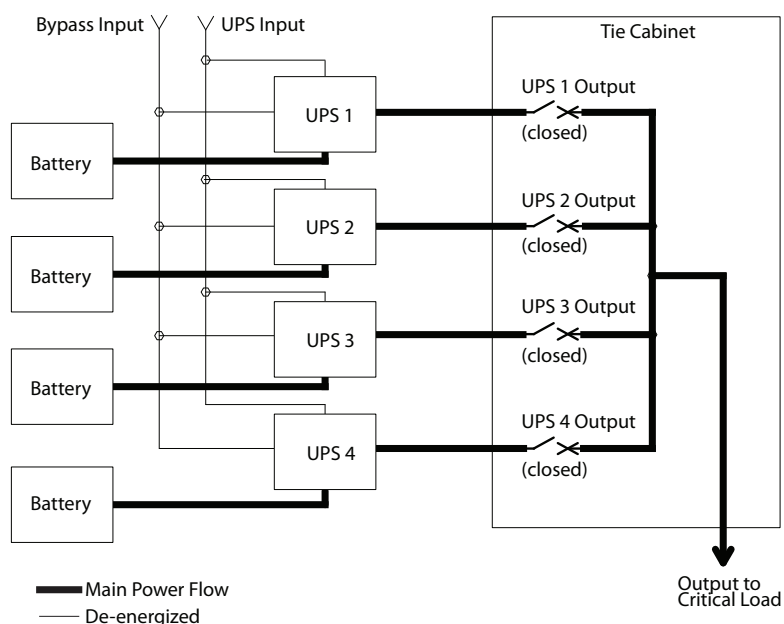 Bypass Input
UPS Input
Tie Cabinet
UPS 1
UPS 1 Output
(closed)
Battery
UPS 2
UPS 2 Output
(closed)
Battery
UPS 3
UPS 3 Output
(closed)
Battery
UPS 4
UPS 4 Output
(closed)
Battery
Main Power Flow
De-energized
Output to
Critical Load